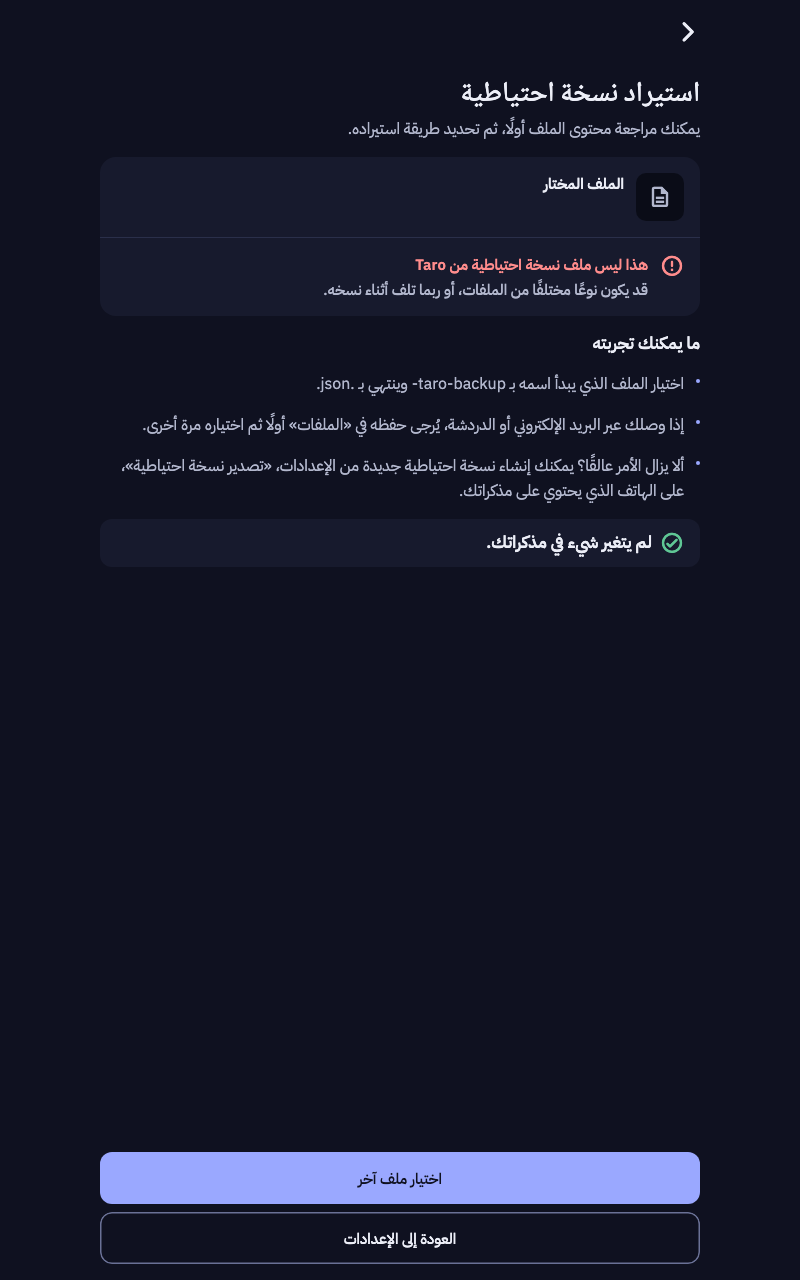 استيراد نسخة احتياطية
يمكنك مراجعة محتوى الملف أولًا، ثم تحديد طريقة استيراده.
الملف المختار
هذا ليس ملف نسخة احتياطية من Taro
قد يكون نوعًا مختلفًا من الملفات، أو ربما تلف أثناء نسخه.
ما يمكنك تجربته
• اختيار الملف الذي يبدأ اسمه بـ taro-backup- وينتهي بـ .json.
• إذا وصلك عبر البريد الإلكتروني أو الدردشة، يُرجى حفظه في «الملفات» أولًا ثم اختياره مرة أخرى.
• ألا يزال الأمر عالقًا؟ يمكنك إنشاء نسخة احتياطية جديدة من الإعدادات، «تصدير نسخة احتياطية»،
على الهاتف الذي يحتوي على مذكراتك.
لم يتغير شيء في مذكراتك.
اختيار ملف آخر
العودة إلى الإعدادات